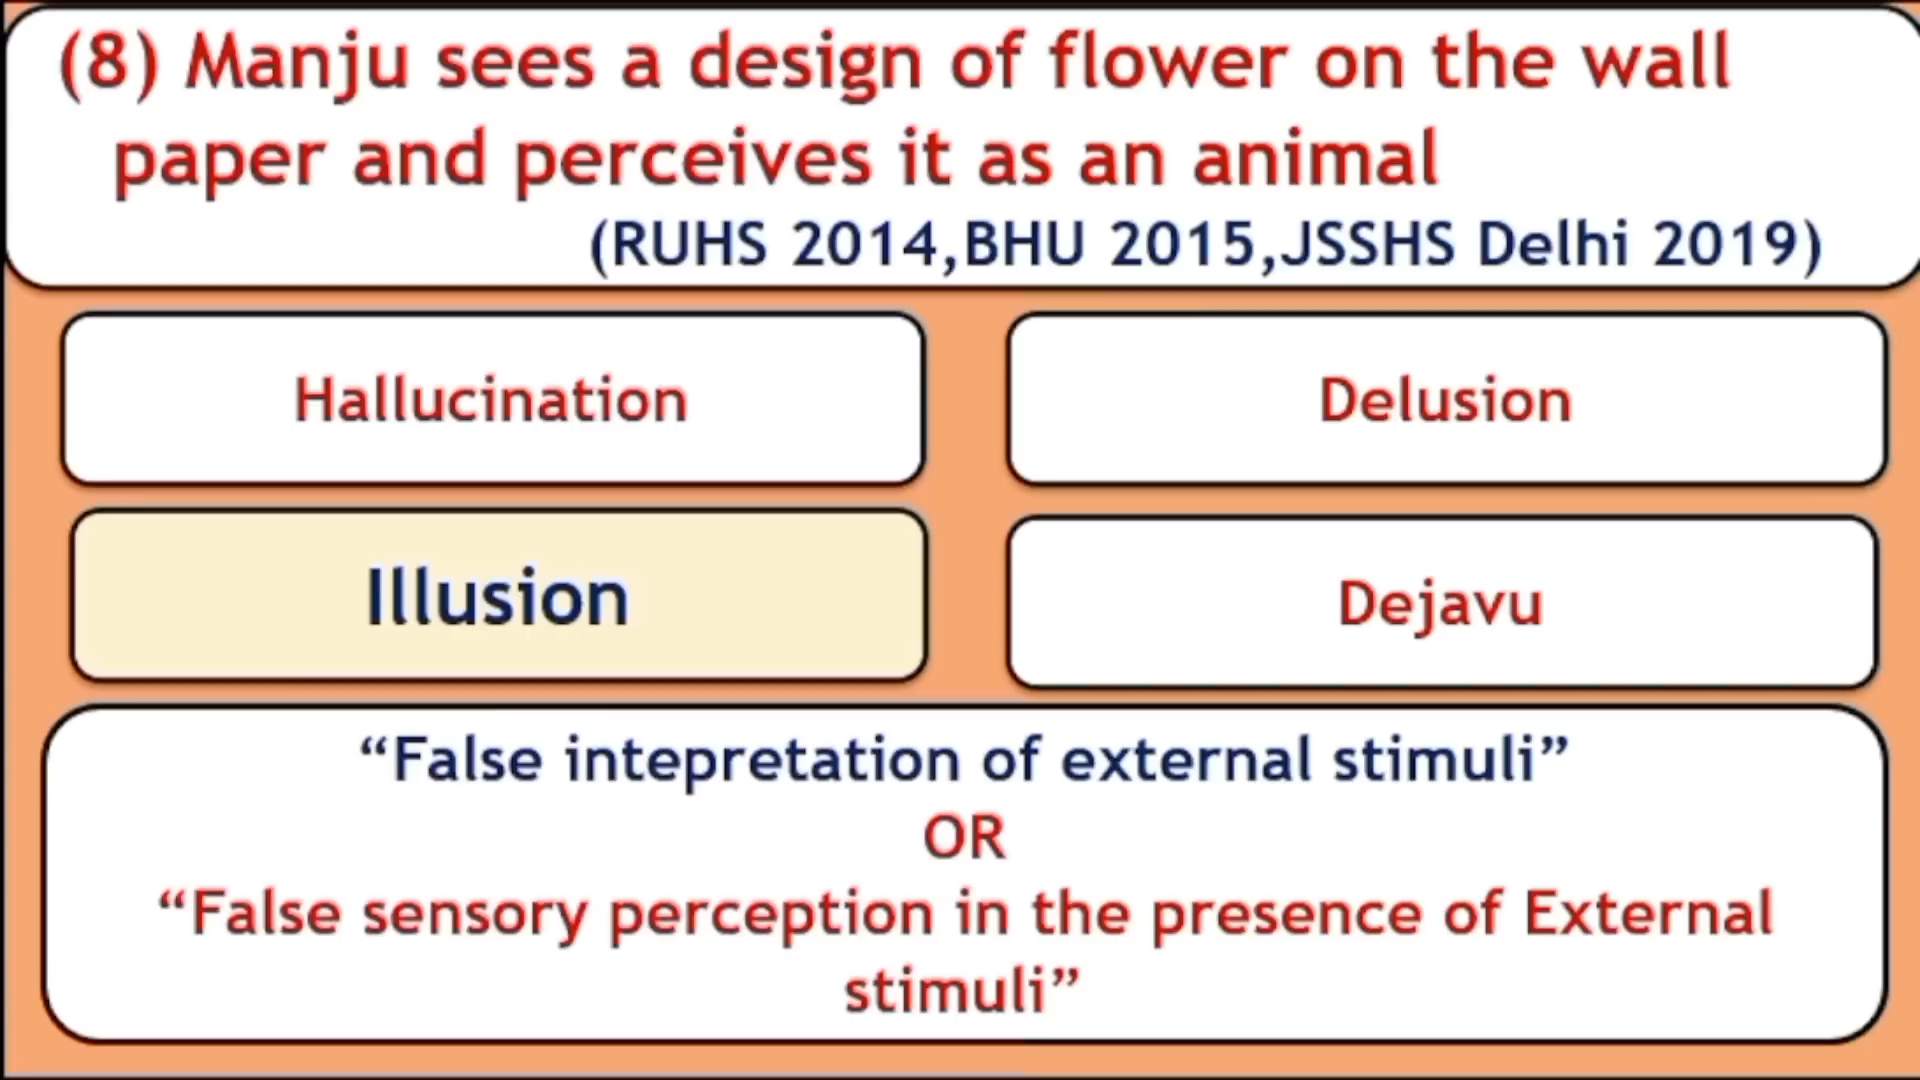 (8) Manju sees a design of flower on the wall
paper and perceives it as an animal
(RUHS 2014,BHU 2015,JSSHS Delhi 2019)
Hallucination
Delusion
Illusion
Dejavu
“False intepretation of external stimuli”
OR
“False sensory perception in the presence of External
stimuli”